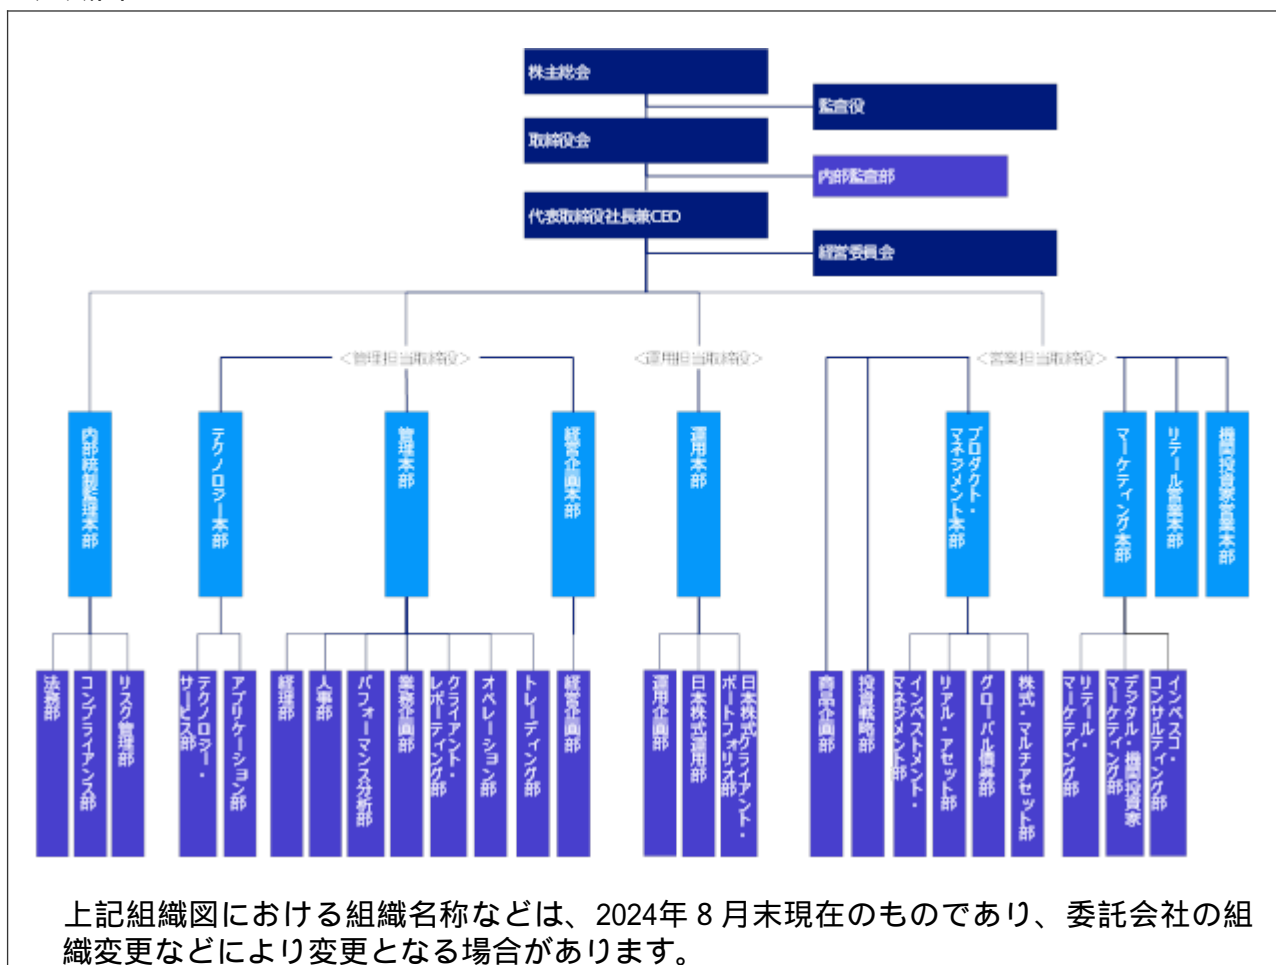 株主総会
監査役
取締役会
内部監査部
代表取締役社長兼CEO
経営委員会
<管理担当取締役>
<運用担当取締役>
<営業担当取締役>
内部統制監理本部
テクノロジー本部
管理本部
経営企画本部
運用本部
プロダクト・
マネジメント本部
マーケティング本部
リテール営業本部
機関投資家営業本部
法務部
コンプライアンス部
リスク管理部
テクノロジー・
サービス部
アプリケーション部
経理部
人事部
パフォーマンス分析部
業務企画部
クライアント・
レポーティング部
オペレーション部
トレーディング部
経営企画部
運用企画部
日本株式運用部
日本株式クライアント・
ポートフォリオ部
商品企画部
投資戦略部
インベストメント・
マネジメント部
リアル・アセット部
グローバル債券部
株式・マルチアセット部
リテール・
マーケティング部
デジタル・機関投資家
マーケティング部
インベスコ・
コンサルティング部
上記組織図における組織名称などは、2024年８月末現在のものであり、委託会社の組
織変更などにより変更となる場合があります。